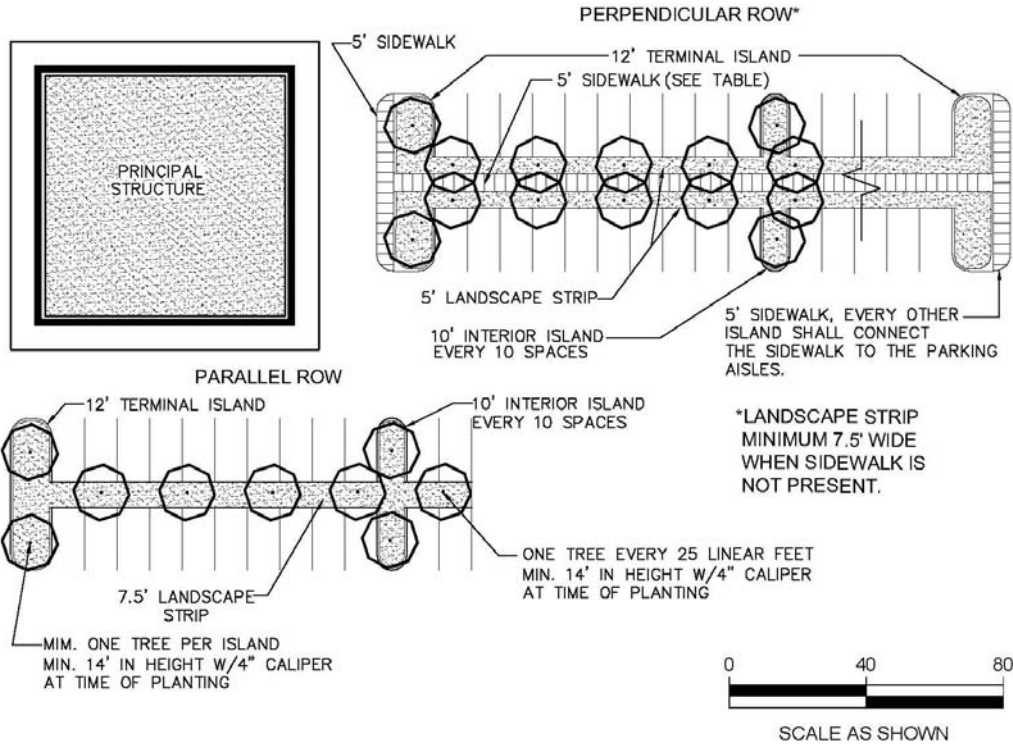 PERPENDICULAR ROW*
5' SIDEWALK
12' TERMINAL ISLAND
5' SIDEWALK (SEE TABLE)
PRINCIPAL
STRUCTURE
5' LANDSCAPE STRIP
10' INTERIOR ISLAND
EVERY 10 SPACES
5' SIDEWALK, EVERY OTHER
ISLAND SHALL CONNECT
THE SIDEWALK TO THE PARKING
AISLES.
PARALLEL ROW
12' TERMINAL ISLAND
10' INTERIOR ISLAND
EVERY 10 SPACES
*LANDSCAPE STRIP
MINIMUM 7.5' WIDE
WHEN SIDEWALK IS
NOT PRESENT.
ONE TREE EVERY 25 LINEAR FEET
MIN. 14' IN HEIGHT W/4" CALIPER
AT TIME OF PLANTING
7.5' LANDSCAPE
STRIP
MIM. ONE TREE PER ISLAND
MIN. 14' IN HEIGHT W/4" CALIPER
AT TIME OF PLANTING
0 40 80
SCALE AS SHOWN